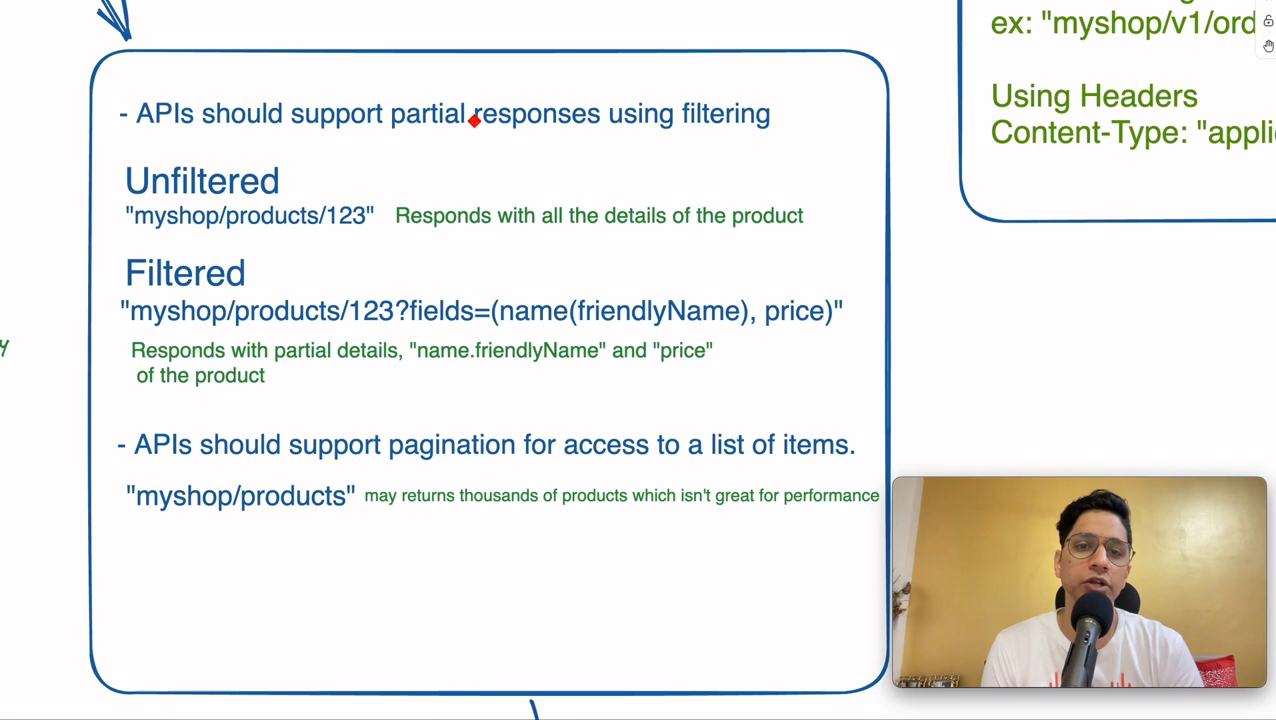 - APIs should support partial responses using filtering
Unfiltered
"myshop/products/123" Responds with all the details of the product
Filtered
"myshop/products/123?fields=(name(friendlyName), price)"
Responds with partial details, "name.friendlyName" and "price"
of the product
- APIs should support pagination for access to a list of items.
"myshop/products" may returns thousands of products which isn't great for performance
ex: "myshop/v1/ord
Using Headers
Content-Type: "appli